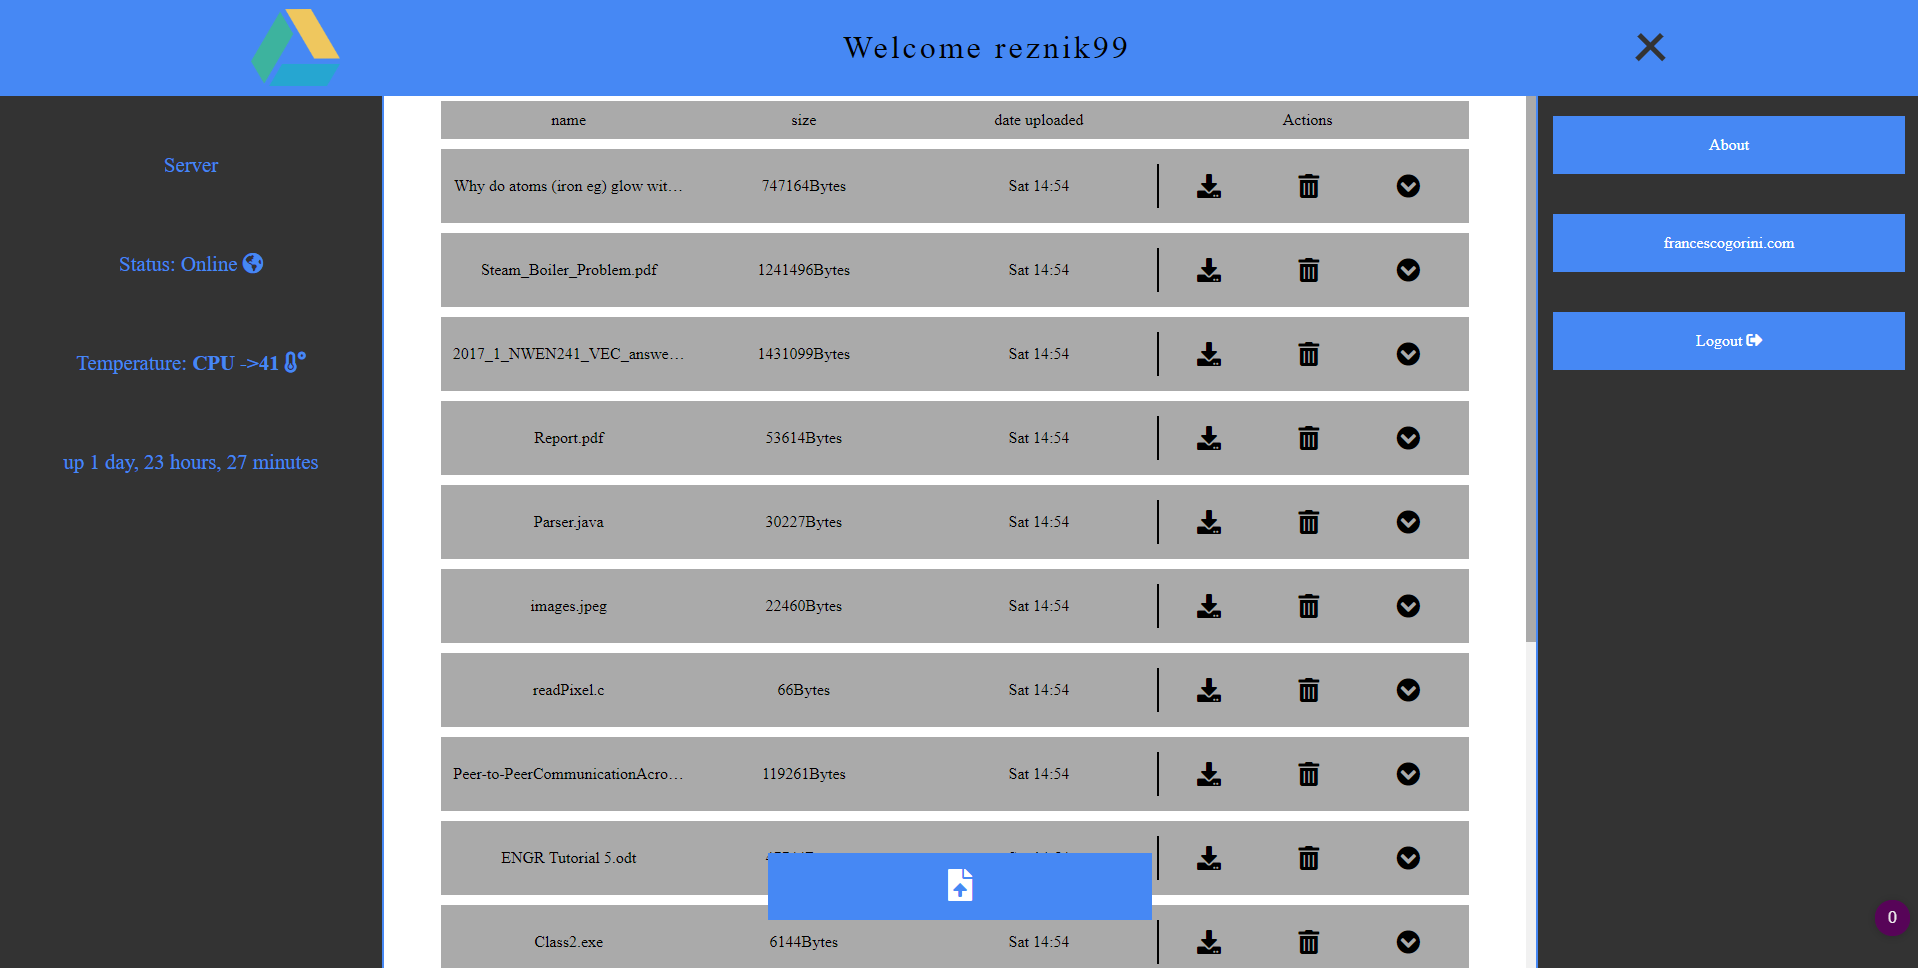 Welcome reznik99
Server
Status: Online
Temperature: CPU ->41
up 1 day, 23 hours, 27 minutes
name size date uploaded Actions
Why do atoms (iron eg) glow wit… 747164Bytes Sat 14:54
Steam_Boiler_Problem.pdf 1241496Bytes Sat 14:54
2017_1_NWEN241_VEC_answe… 1431099Bytes Sat 14:54
Report.pdf 53614Bytes Sat 14:54
Parser.java 30227Bytes Sat 14:54
images.jpeg 22460Bytes Sat 14:54
readPixel.c 66Bytes Sat 14:54
Peer-to-PeerCommunicationAcro… 119261Bytes Sat 14:54
ENGR Tutorial 5.odt
Class2.exe 6144Bytes Sat 14:54
About
francescogorini.com
Logout
0